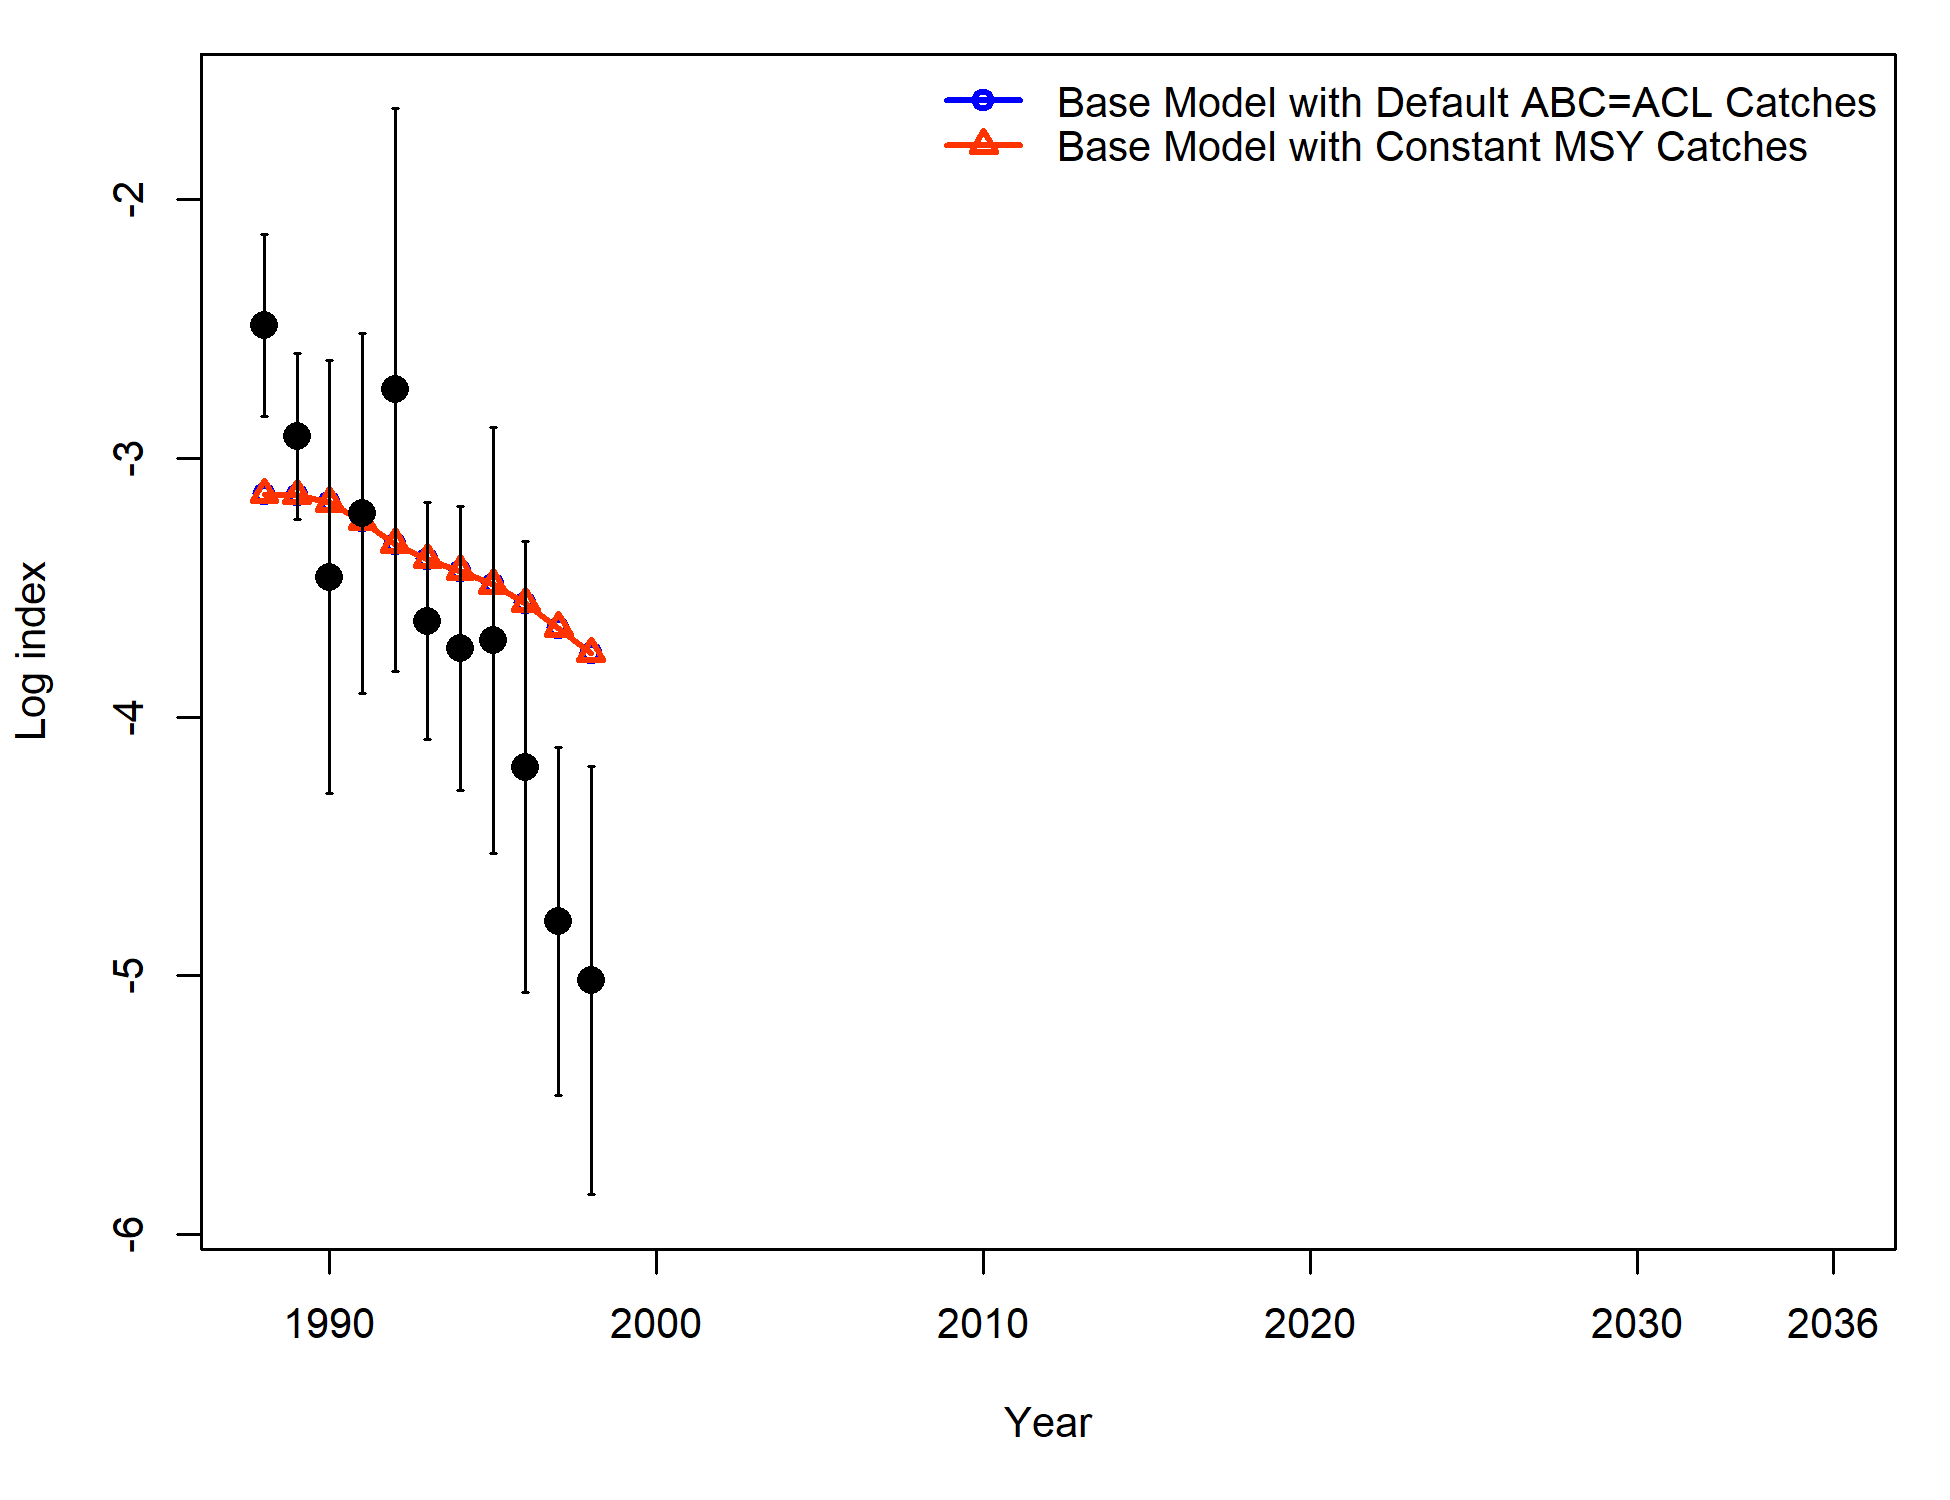 Base Model with Default ABC=ACL Catches
Base Model with Constant MSY Catches
-2
-3
-4
-5
-6
Log index
1990 2000 2010 2020 2030 2036
Year